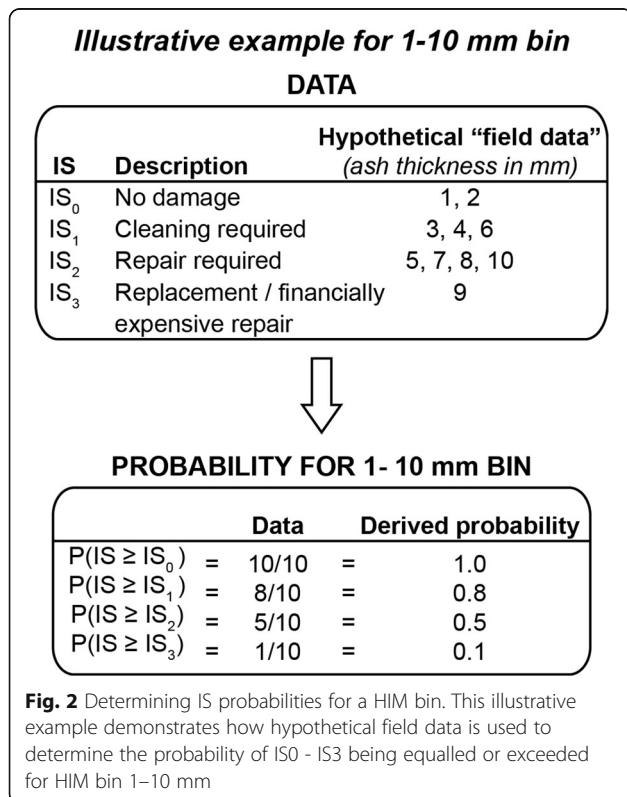 Illustrative example for 1-10 mm bin
DATA
Hypothetical “field data”
IS Description (ash thickness in mm)
IS₀ No damage 1, 2
IS₁ Cleaning required 3, 4, 6
IS₂ Repair required 5, 7, 8, 10
IS₃ Replacement / financially 9
expensive repair
PROBABILITY FOR 1- 10 mm BIN
Data Derived probability
P(IS ≥ IS₀) = 10/10 = 1.0
P(IS ≥ IS₁) = 8/10 = 0.8
P(IS ≥ IS₂) = 5/10 = 0.5
P(IS ≥ IS₃) = 1/10 = 0.1
Fig. 2 Determining IS probabilities for a HIM bin. This illustrative
example demonstrates how hypothetical field data is used to
determine the probability of IS0 - IS3 being equalled or exceeded
for HIM bin 1–10 mm